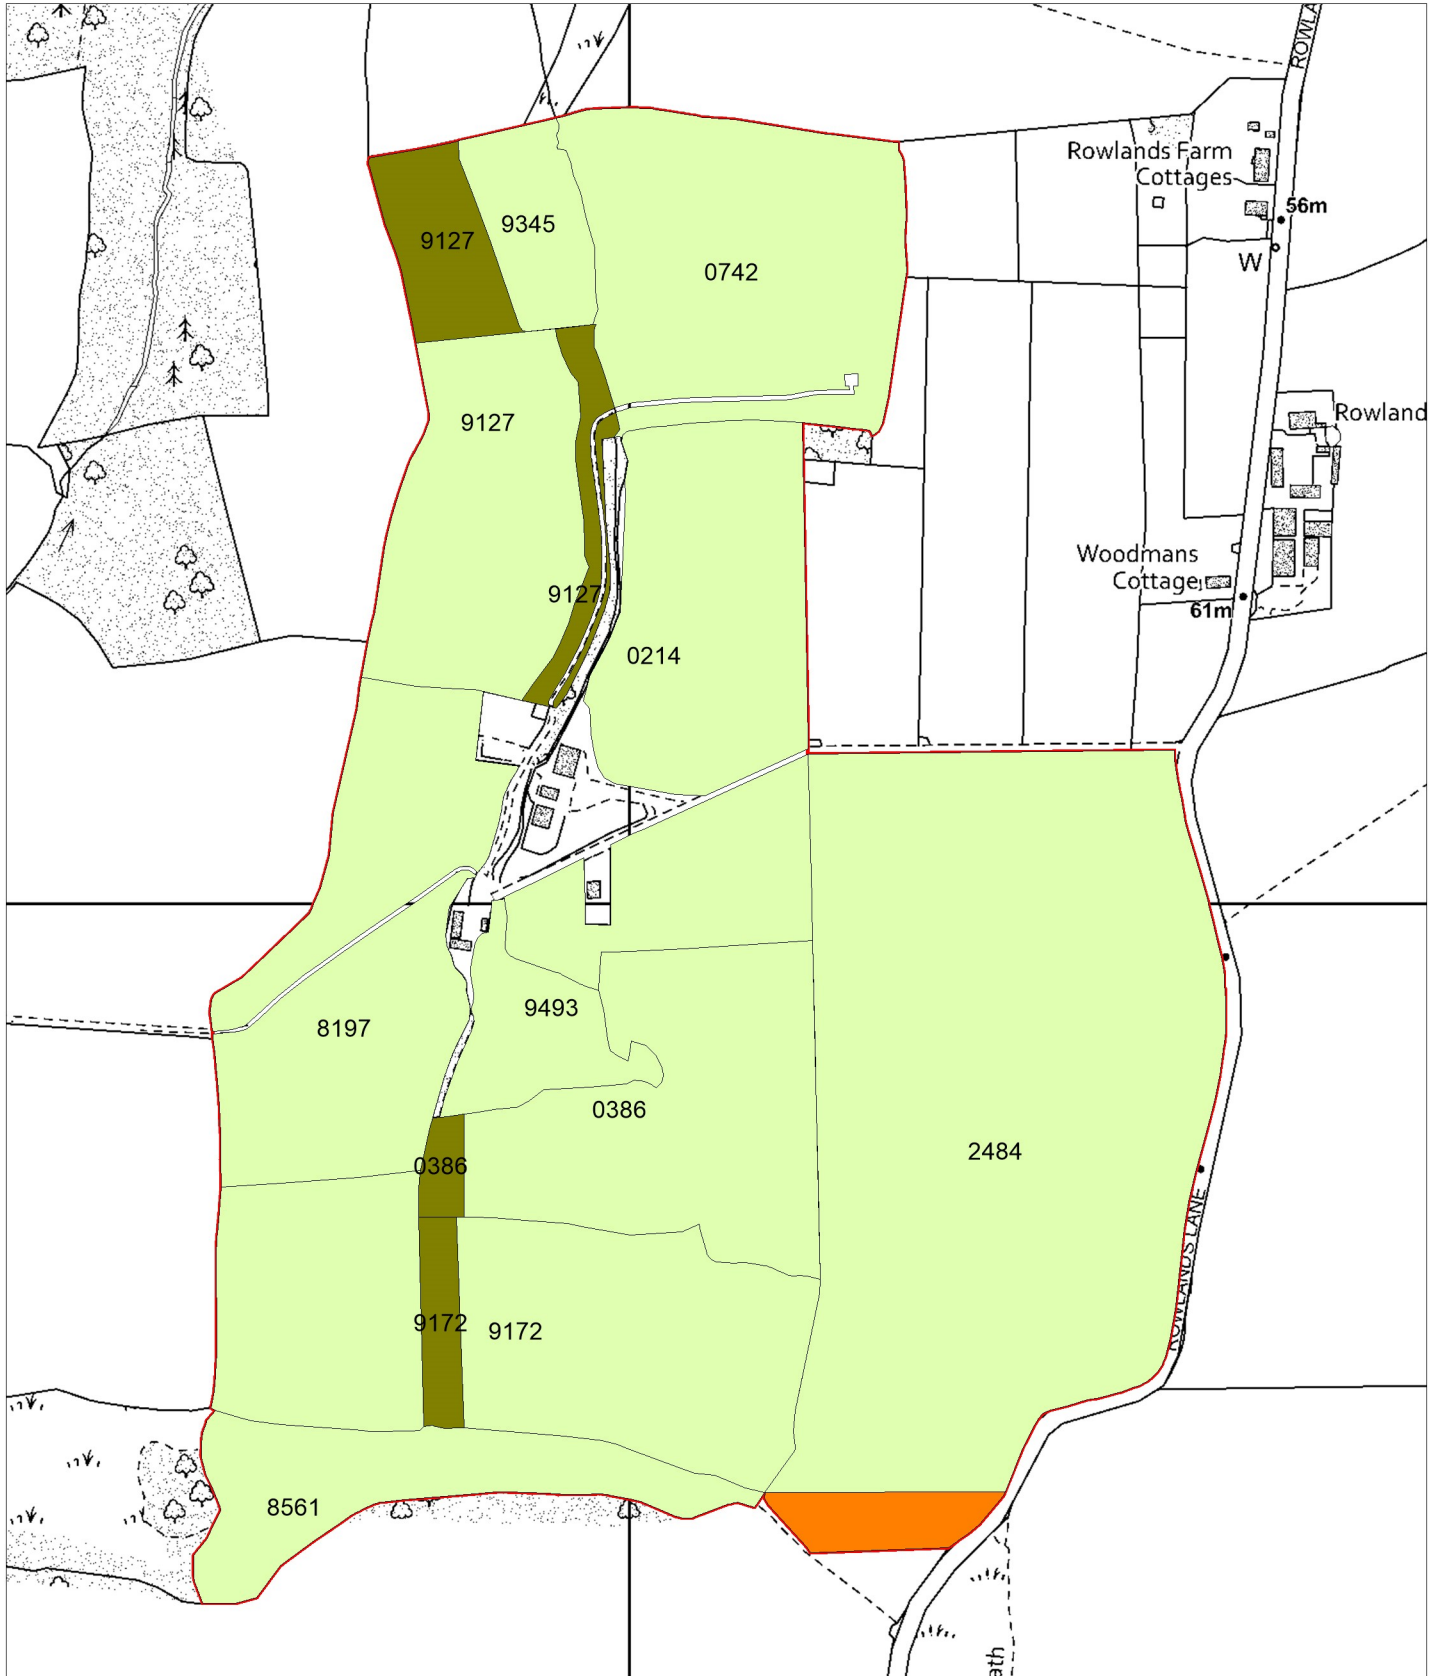 ROWLA
Rowlands Farm
Cottages
56m
W
9345
9127
0742
9127
Rowland
Woodmans
Cottage
61m
9127
0214
9493
8197
0386
2484
0386
ROWLANDS LANE
9172
9172
8561
ath